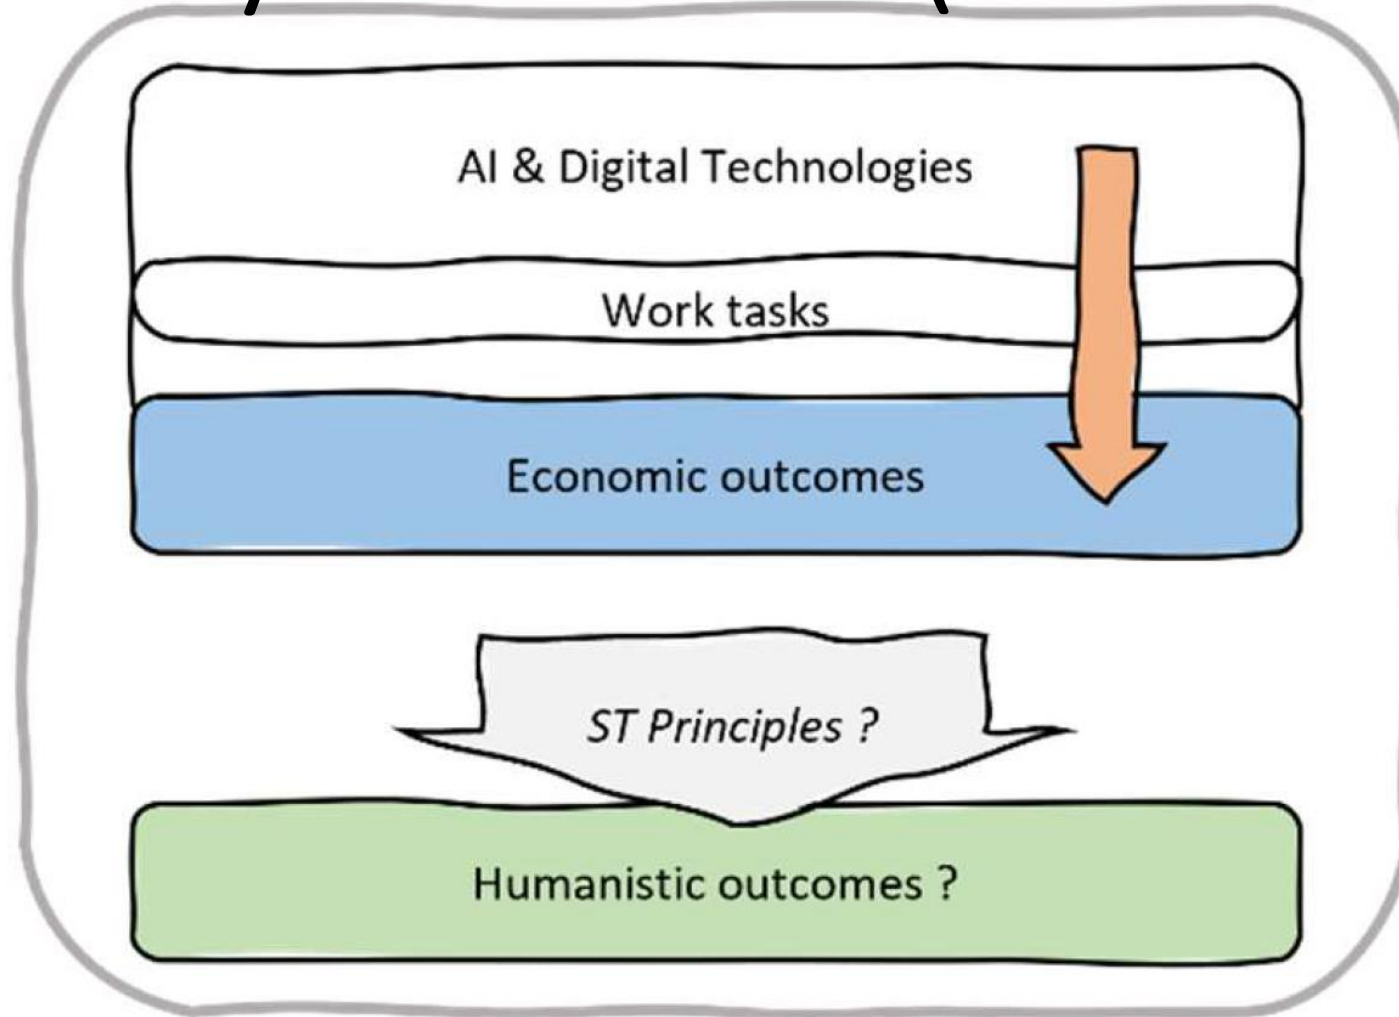 AI & Digital Technologies
Work tasks
Economic outcomes
ST Principles ?
Humanistic outcomes ?